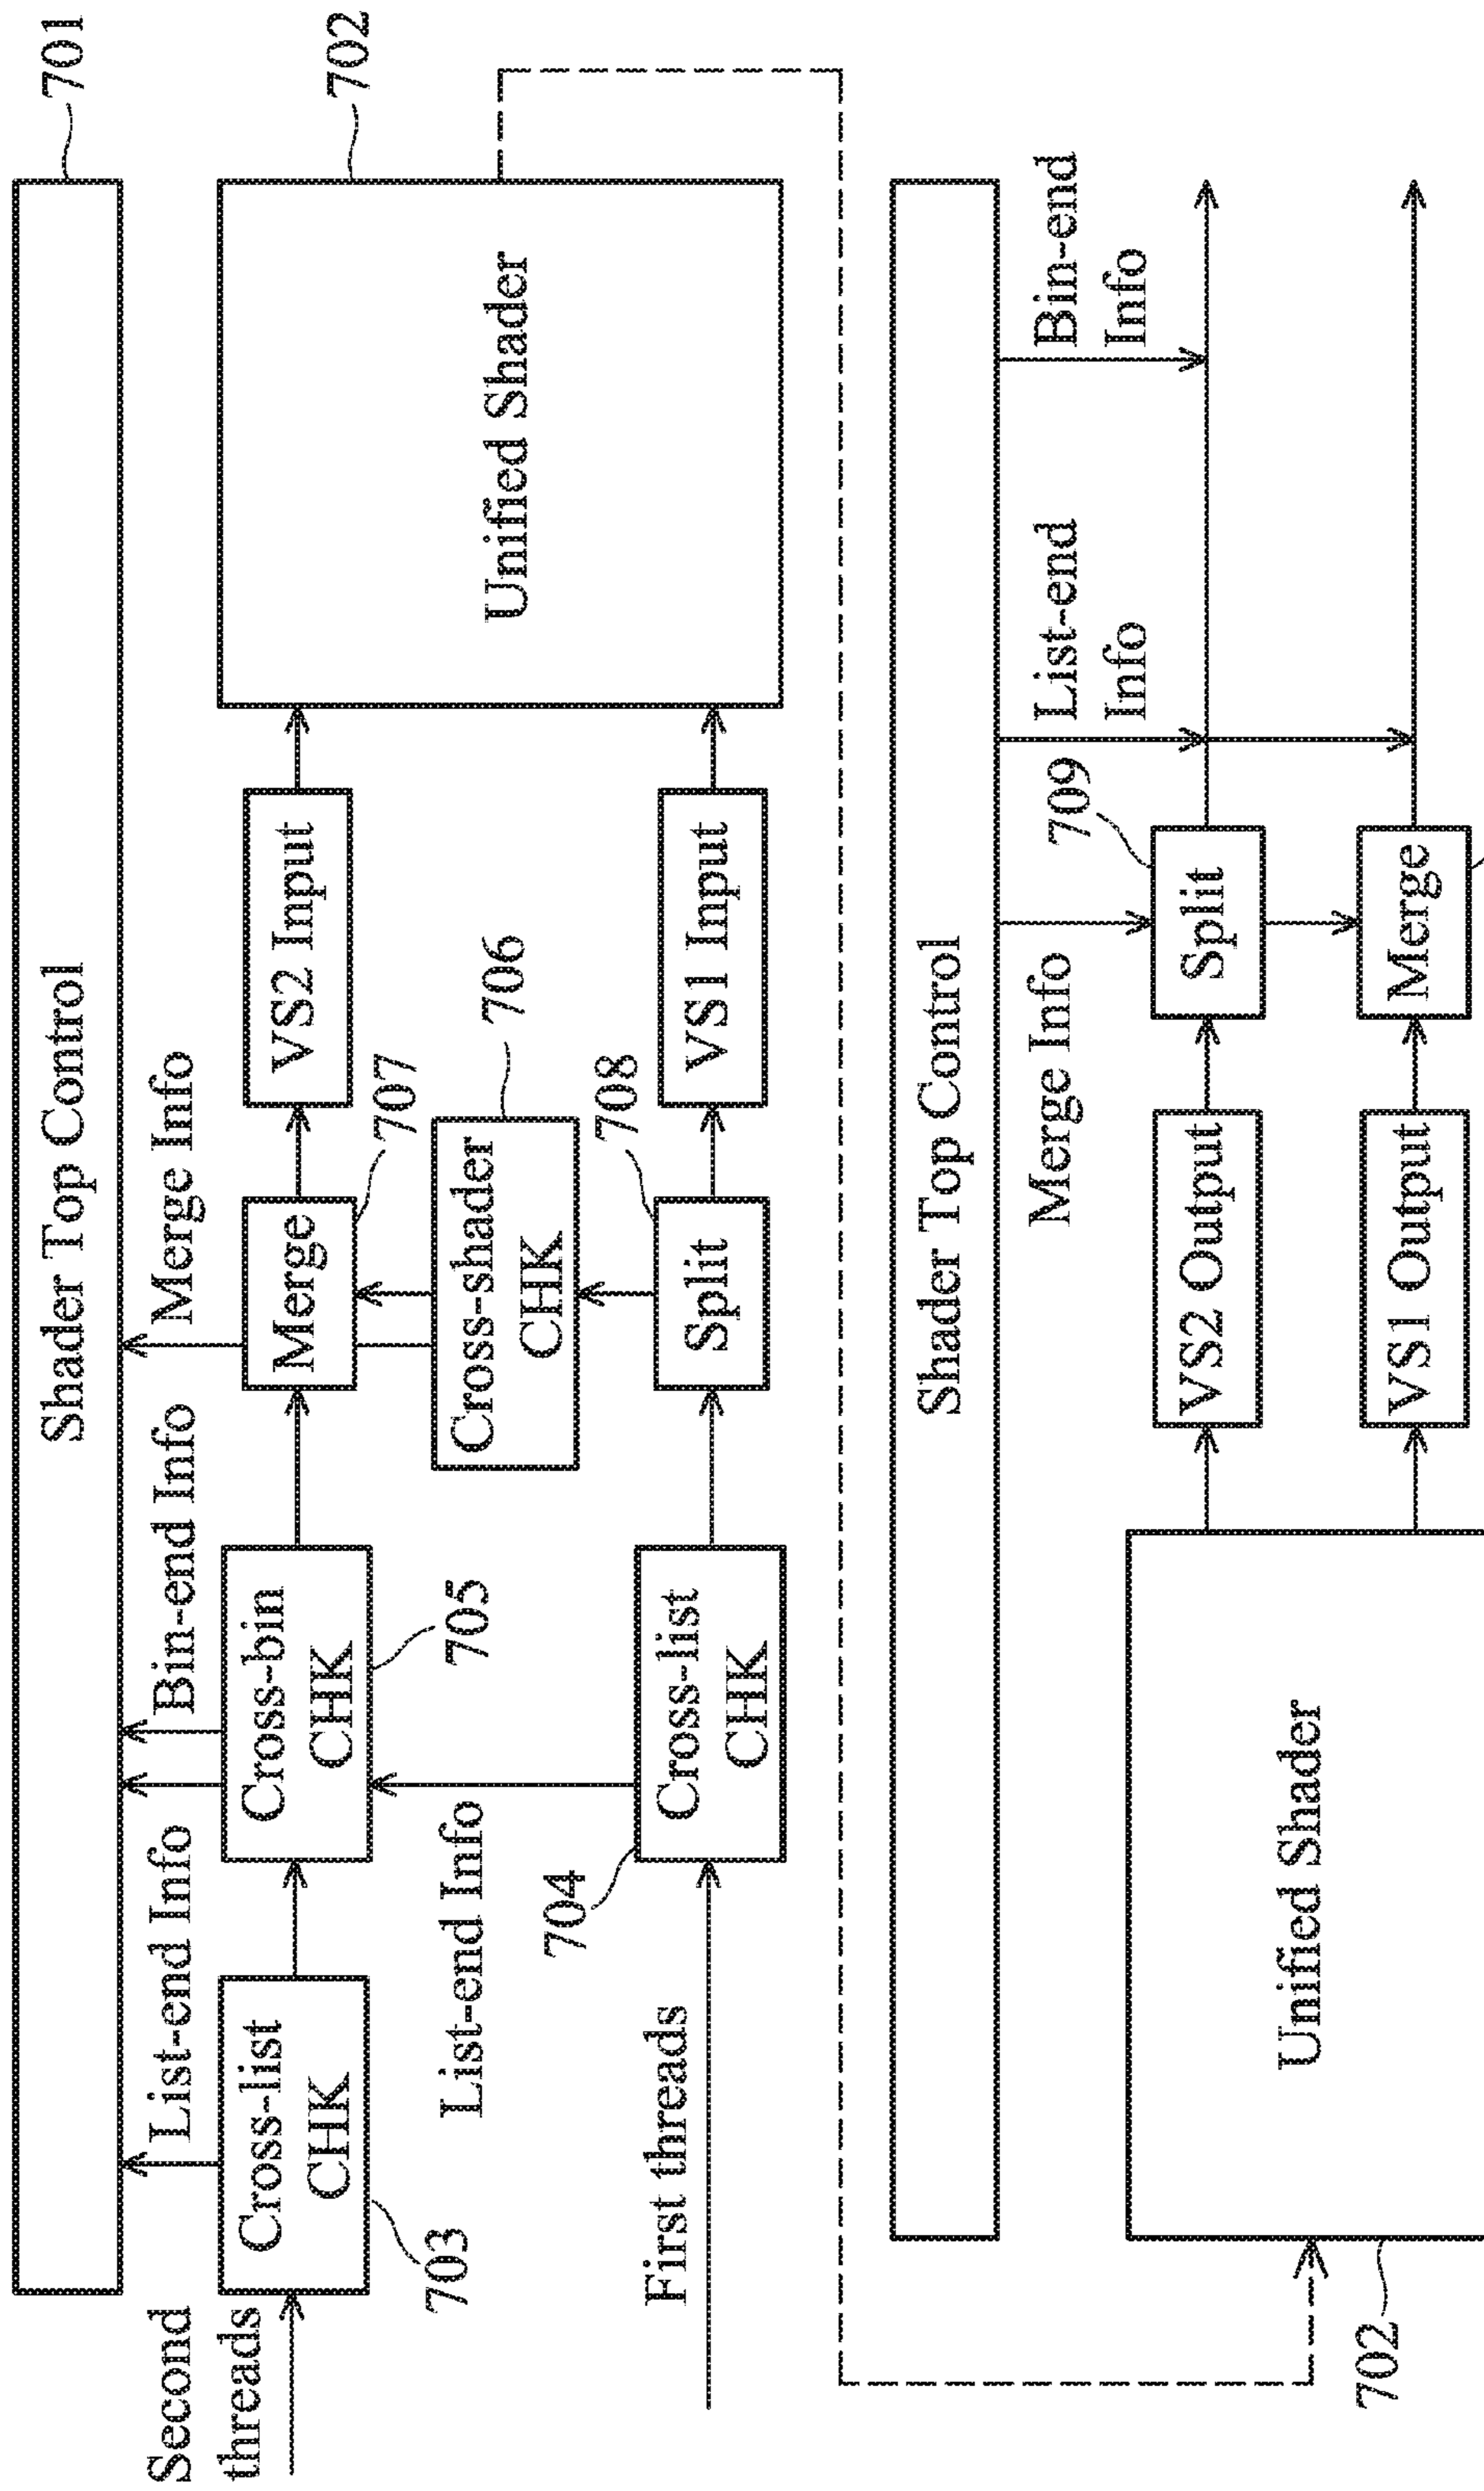 Shader Top Control
701
Second
threads
List-end Info
Bin-end Info
Merge Info
Cross-list
CHK
703
Cross-bin
CHK
705
Merge
707
VS2 Input
Unified Shader
702
List-end Info
Cross-shader
CHK
706
First threads
704
Cross-list
CHK
Split
708
VS1 Input
Shader Top Control
Merge Info
List-end
Info
Bin-end
Info
702
Unified Shader
VS2 Output
Split
709
VS1 Output
Merge